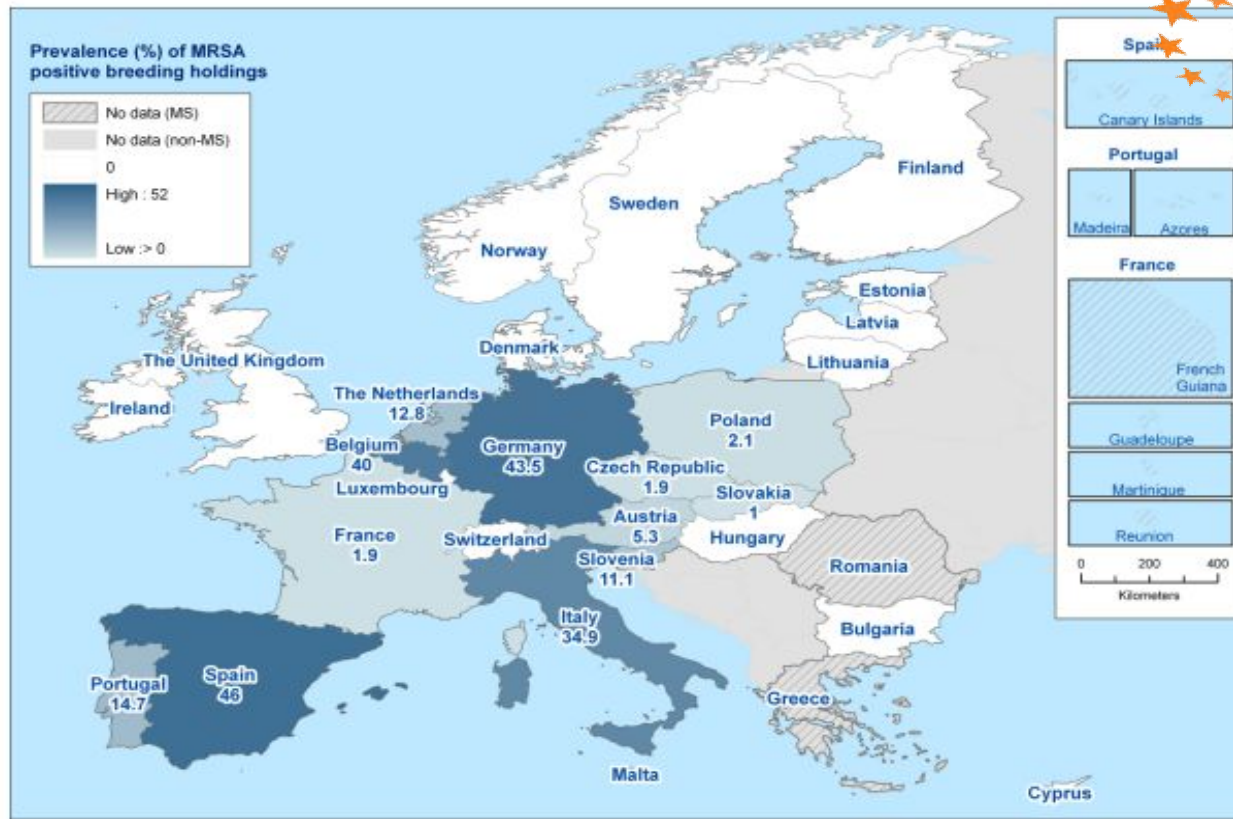 Prevalence (%) of MRSA
positive breeding holdings
No data (MS)
No data (non-MS)
0
High : 52
Low :> 0
Finland
Sweden
Norway
Estonia
Latvia
Lithuania
Denmark
The United Kingdom
Ireland
The Netherlands
12.8
Belgium
40
Luxembourg
Germany
43.5
Poland
2.1
Czech Republic
1.9
Slovakia
1
Austria
5.3
Hungary
France
1.9
Switzerland
Slovenia
11.1
Romania
Italy
34.9
Bulgaria
Portugal
14.7
Spain
46
Greece
Malta
Cyprus
Canary Islands
Portugal
Madeira
Azores
France
French
Guiana
Guadeloupe
Martinique
Reunion
0 200 400
Kilometers